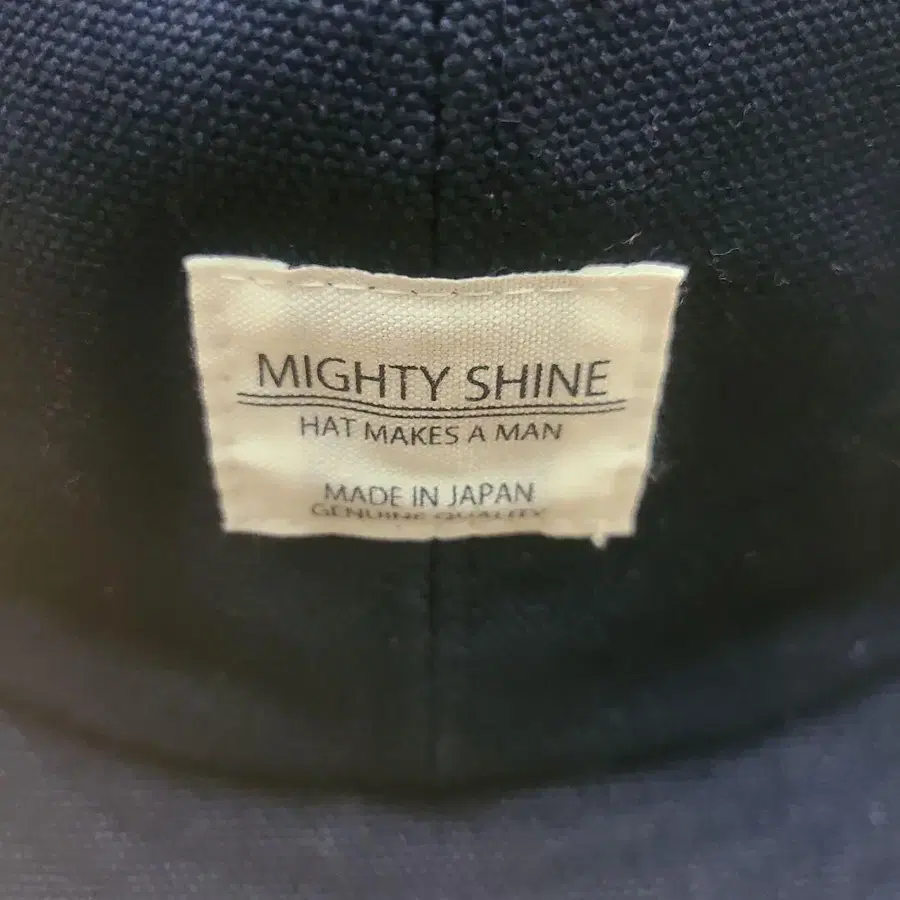 MIGHTY SHINE
HAT MAKES A MAN
MADE IN JAPAN
GENUINE QUALITY